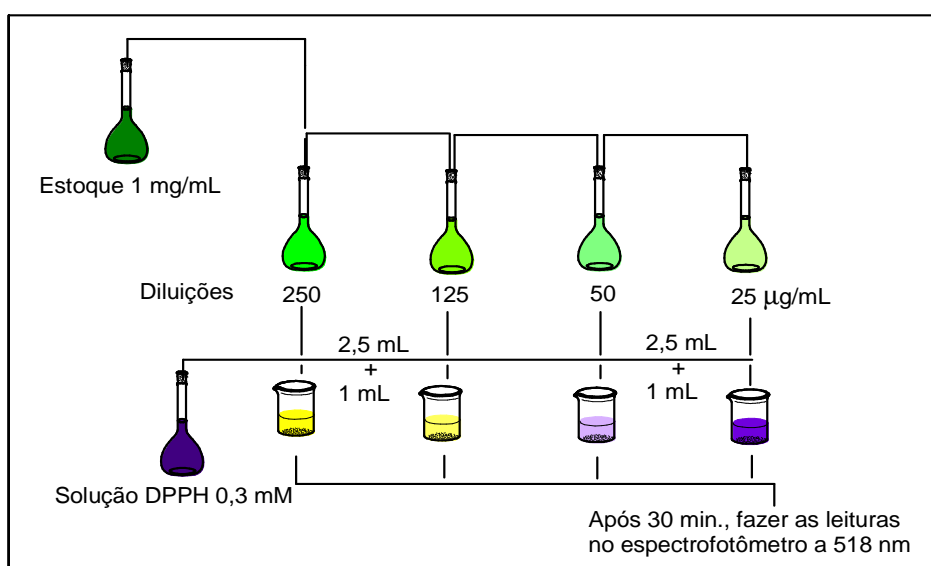 Estoque 1 mg/mL
Diluições 250 125 50 25 µg/mL
2,5 mL 2,5 mL
+ +
1 mL 1 mL
Solução DPPH 0,3 mM
Após 30 min., fazer as leituras
no espectrofotômetro a 518 nm